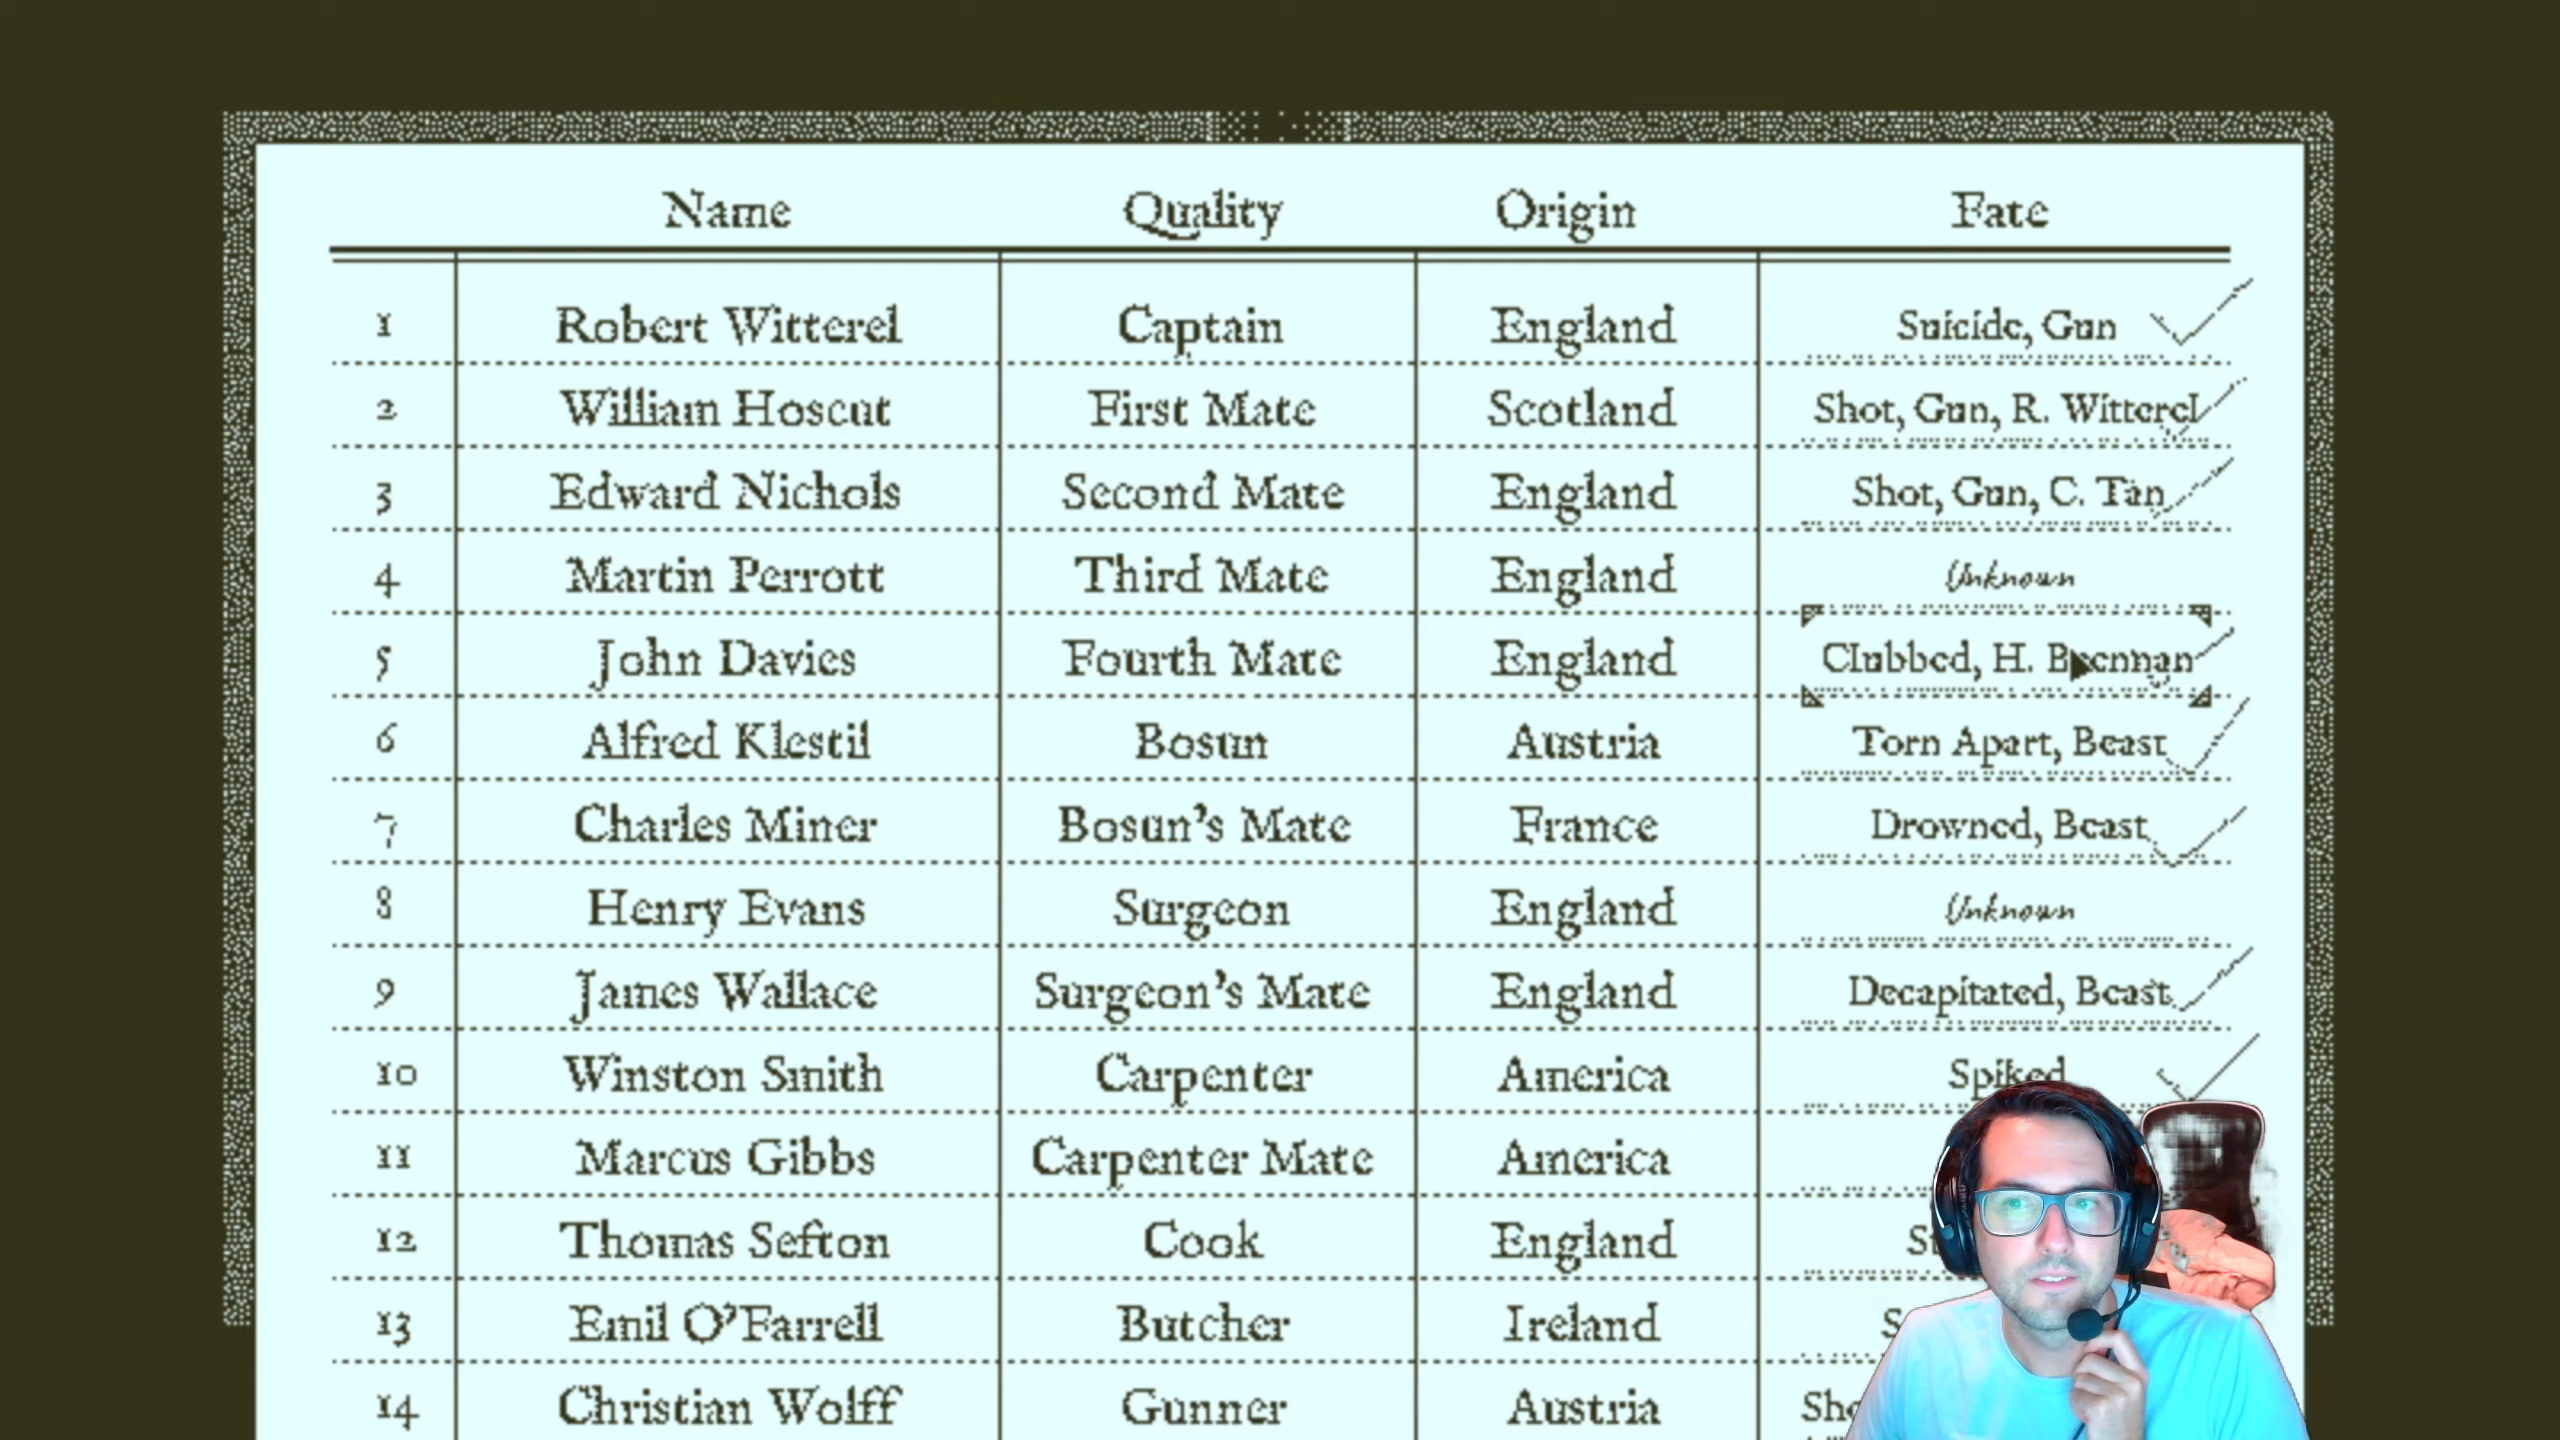 Name Quality Origin Fate
1 Robert Witterel Captain England Suicide, Gun
2 William Hoscut First Mate Scotland Shot, Gun, R. Witterel
3 Edward Nichols Second Mate England Shot, Gun, C. Tan
4 Martin Perrott Third Mate England Unknown
5 John Davies Fourth Mate England Clubbed, H. Brennan
6 Alfred Klestil Bosun Austria Torn Apart, Beast
7 Charles Miner Bosun's Mate France Drowned, Beast
8 Henry Evans Surgeon England Unknown
9 James Wallace Surgeon's Mate England Decapitated, Beast
10 Winston Smith Carpenter America Spiked
11 Marcus Gibbs Carpenter Mate America
12 Thomas Sefton Cook England
13 Emil O'Farrell Butcher Ireland
14 Christian Wolff Gunner Austria